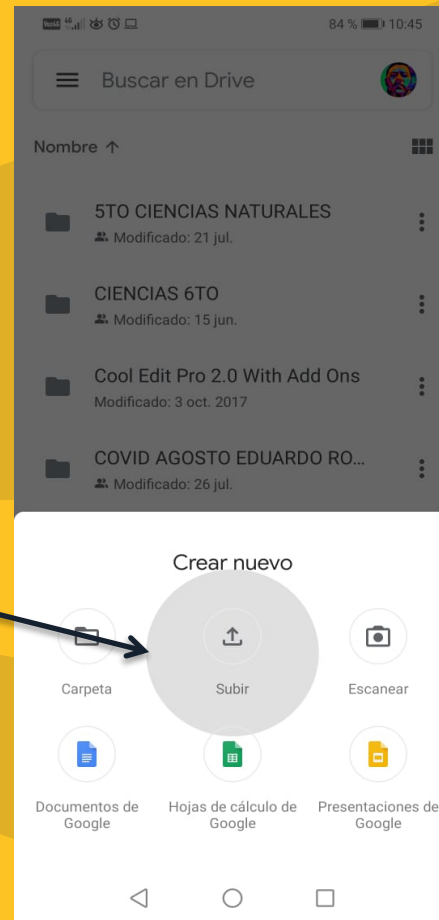 84 % 10:45
Buscar en Drive
Nombre ↑
5TO CIENCIAS NATURALES
Modificado: 21 jul.
CIENCIAS 6TO
Modificado: 15 jun.
Cool Edit Pro 2.0 With Add Ons
Modificado: 3 oct. 2017
COVID AGOSTO EDUARDO RO...
Modificado: 26 jul.
Crear nuevo
Carpeta Subir Escanear
Documentos de Hojas de cálculo de Presentaciones de
Google Google Google